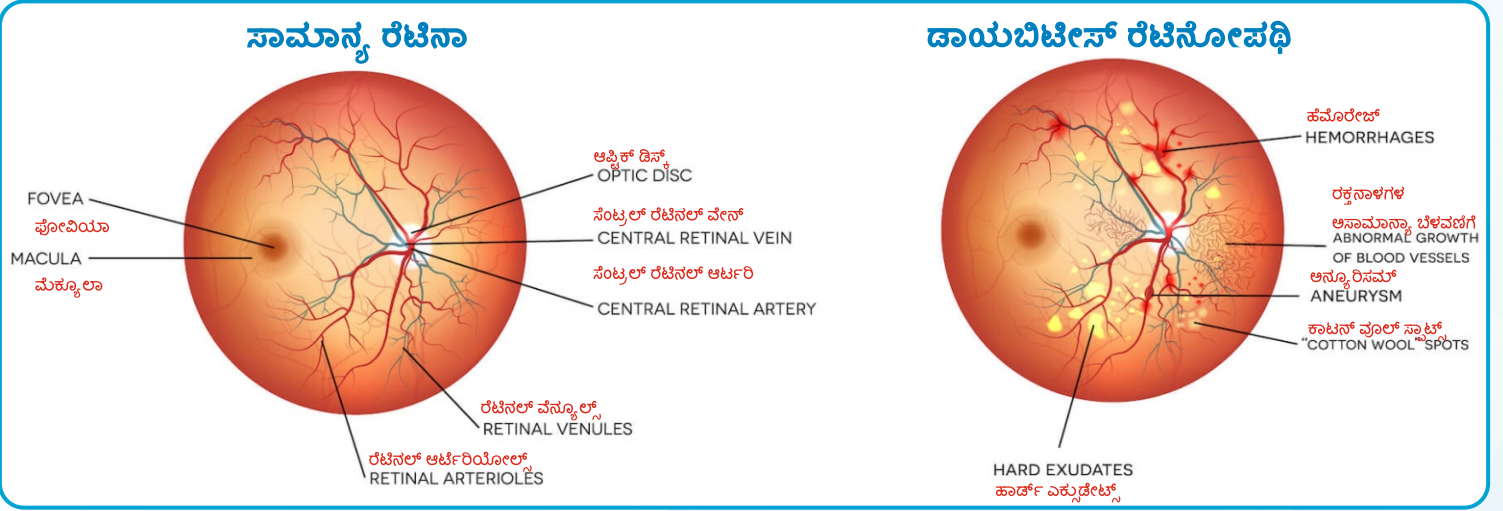 ಸಾಮಾನ್ಯ ರೆಟಿನಾ
FOVEA
ಫೋವಿಯಾ
MACULA
ಮೆಕ್ಯೂಲಾ
ಆಪ್ಟಿಕ್ ಡಿಸ್ಕ್
OPTIC DISC
ಸೆಂಟ್ರಲ್ ರೆಟಿನಲ್ ವೇನ್
CENTRAL RETINAL VEIN
ಸೆಂಟ್ರಲ್ ರೆಟಿನಲ್ ಆರ್ಟರಿ
CENTRAL RETINAL ARTERY
ರೆಟಿನಲ್ ವೆನ್ಯೂಲ್ಸ್
RETINAL VENULES
ರೆಟಿನಲ್ ಆರ್ಟೆರಿಯೋಲ್ಸ್
RETINAL ARTERIOLES
ಡಾಯಬಿಟೀಸ್ ರೆಟಿನೋಪಥಿ
ಹೆಮೊರೇಜ್
HEMORRHAGES
ರಕ್ತನಾಳಗಳ
ಅಸಾಮಾನ್ಯಾ ಬೆಳವಣಿಗೆ
ABNORMAL GROWTH
OF BLOOD VESSELS
ಅನ್ಯೂರಿಸಮ್
ANEURYSM
ಕಾಟನ್ ವೂಲ್ ಸ್ಪಾಟ್ಸ್
"COTTON WOOL" SPOTS
HARD EXUDATES
ಹಾರ್ಡ್ ಎಕ್ಸುಡೇಟ್ಸ್